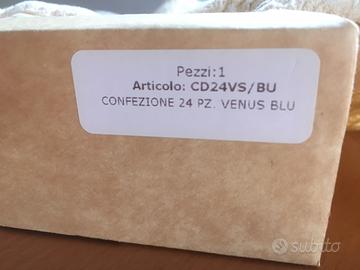 Pezzi:1
Articolo: CD24VS/BU
CONFEZIONE 24 PZ. VENUS BLU
subito